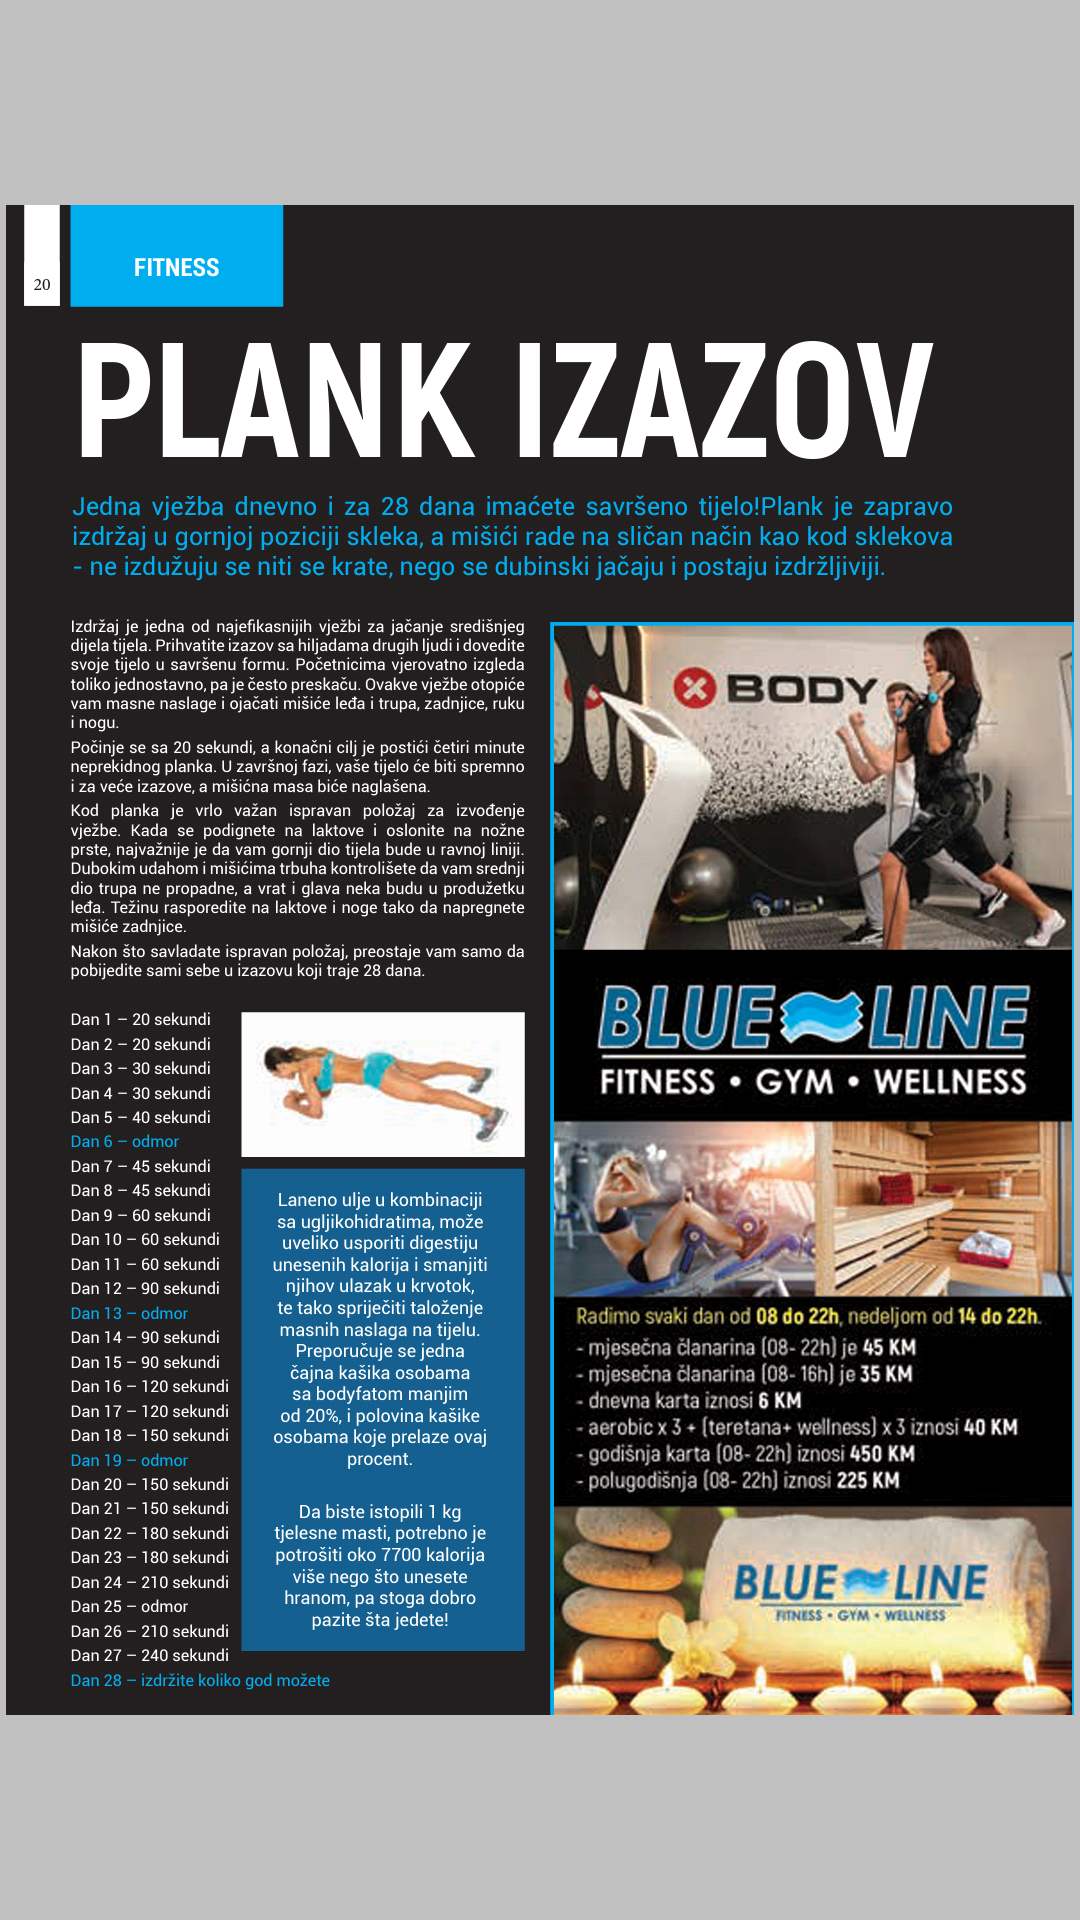 20
FITNESS
PLANK IZAZOV
Jedna vježba dnevno i za 28 dana imaćete savršeno tijelo!Plank je zapravo
izdržaj u gornjoj poziciji skleka, a mišići rade na sličan način kao kod sklekova
- ne izdužuju se niti se krate, nego se dubinski jačaju i postaju izdržljiviji.
Izdržaj je jedna od najefikasnijih vježbi za jačanje središnjeg
dijela tijela. Prihvatite izazov sa hiljadama drugih ljudi i dovedite
svoje tijelo u savršenu formu. Početnicima vjerovatno izgleda
toliko jednostavno, pa je često preskaču. Ovakve vježbe otopiće
vam masne naslage i ojačati mišiće leđa i trupa, zadnjice, ruku
i nogu.
Počinje se sa 20 sekundi, a konačni cilj je postići četiri minute
neprekidnog planka. U završnoj fazi, vaše tijelo će biti spremno
i za veće izazove, a mišićna masa biće naglašena.
Kod planka je vrlo važan ispravan položaj za izvođenje
vježbe. Kada se podignete na laktove i oslonite na nožne
prste, najvažnije je da vam gornji dio tijela bude u ravnoj liniji.
Dubokim udahom i mišićima trbuha kontrolišete da vam srednji
dio trupa ne propadne, a vrat i glava neka budu u produžetku
leđa. Težinu rasporedite na laktove i noge tako da napregnete
mišiće zadnjice.
Nakon što savladate ispravan položaj, preostaje vam samo da
pobijedite sami sebe u izazovu koji traje 28 dana.
Dan 1 – 20 sekundi
Dan 2 – 20 sekundi
Dan 3 – 30 sekundi
Dan 4 – 30 sekundi
Dan 5 – 40 sekundi
Dan 6 – odmor
Dan 7 – 45 sekundi
Dan 8 – 45 sekundi
Dan 9 – 60 sekundi
Dan 10 – 60 sekundi
Dan 11 – 60 sekundi
Dan 12 – 90 sekundi
Dan 13 – odmor
Dan 14 – 90 sekundi
Dan 15 – 90 sekundi
Dan 16 – 120 sekundi
Dan 17 – 120 sekundi
Dan 18 – 150 sekundi
Dan 19 – odmor
Dan 20 – 150 sekundi
Dan 21 – 150 sekundi
Dan 22 – 180 sekundi
Dan 23 – 180 sekundi
Dan 24 – 210 sekundi
Dan 25 – odmor
Dan 26 – 210 sekundi
Dan 27 – 240 sekundi
Dan 28 – izdržite koliko god možete
Laneno ulje u kombinaciji
sa ugljikohidratima, može
uveliko usporiti digestiju
unesenih kalorija i smanjiti
njihov ulazak u krvotok,
te tako spriječiti taloženje
masnih naslaga na tijelu.
Preporučuje se jedna
čajna kašika osobama
sa bodyfatom manjim
od 20%, i polovina kašike
osobama koje prelaze ovaj
procent.
Da biste istopili 1 kg
tjelesne masti, potrebno je
potrošiti oko 7700 kalorija
više nego što unesete
hranom, pa stoga dobro
pazite šta jedete!
X BODY
BLUE LINE
FITNESS • GYM • WELLNESS
Radimo svaki dan od 08 do 22h, nedeljom od 14 do 22h.
- mjesečna članarina (08- 22h) je 45 KM
- mjesečna članarina (08- 16h) je 35 KM
- dnevna karta iznosi 6 KM
- aerobic x 3 + (teretana+ wellness) x 3 iznosi 40 KM
- godišnja karta (08- 22h) iznosi 450 KM
- polugodišnja (08- 22h) iznosi 225 KM
BLUE LINE
FITNESS • GYM • WELLNESS